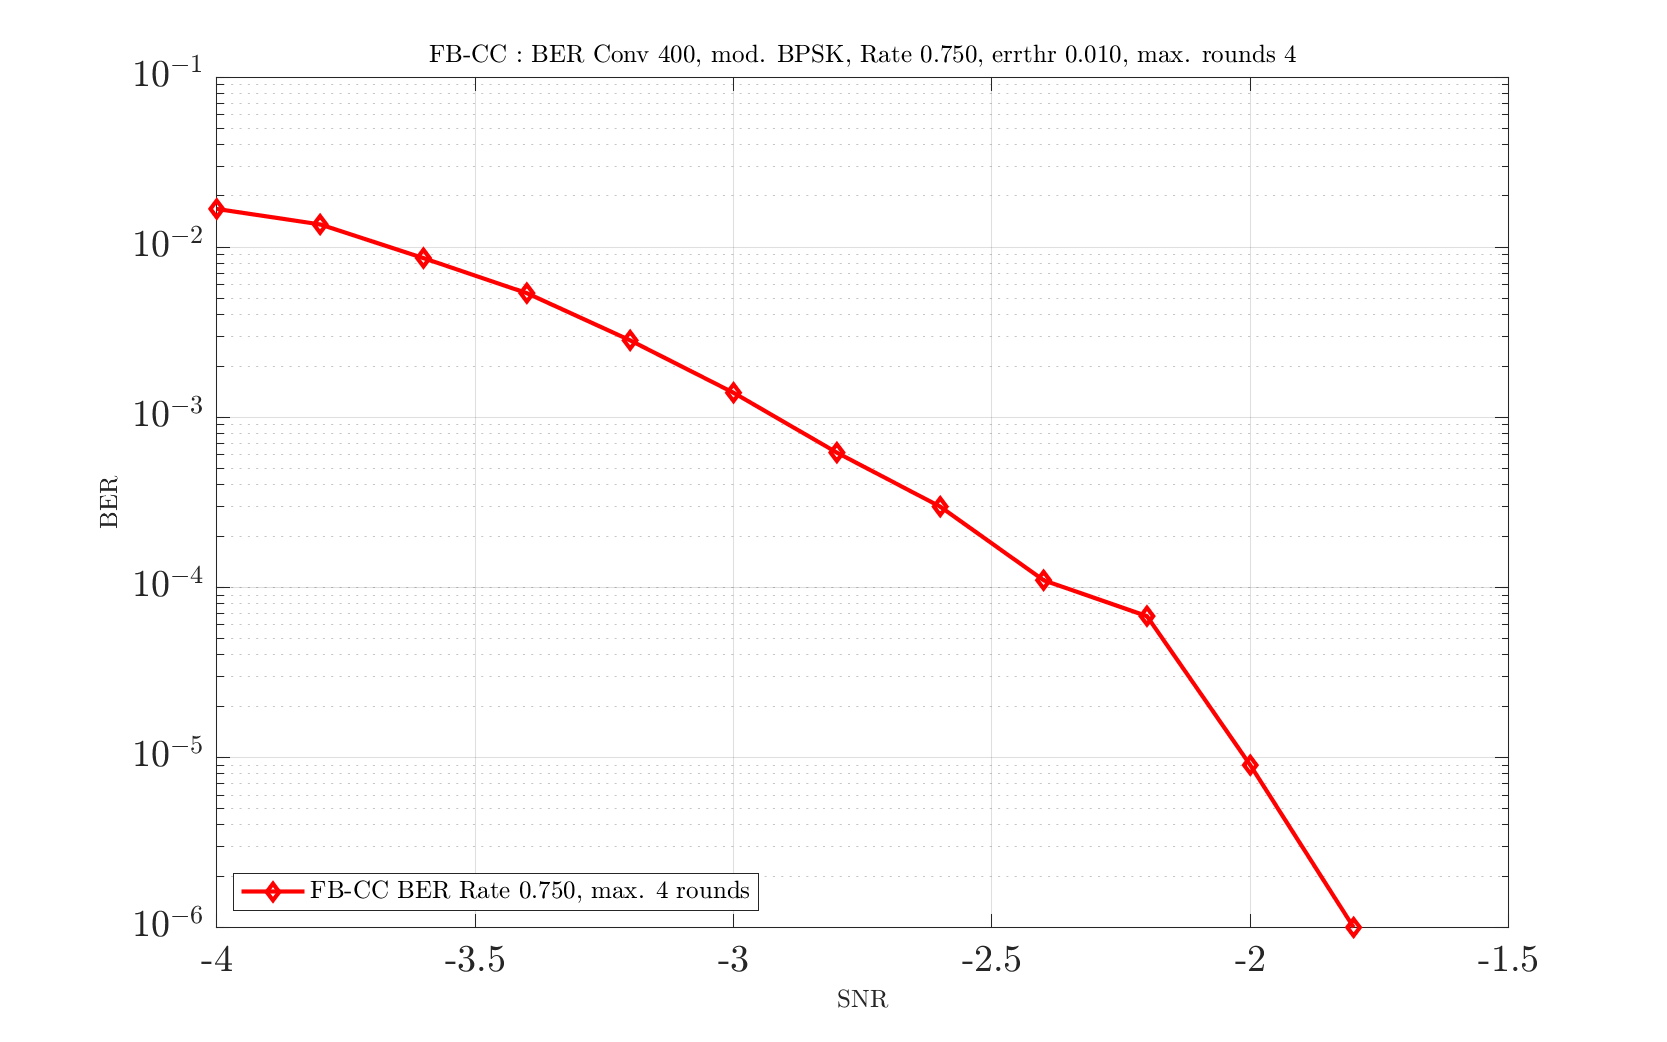 FB-CC : BER Conv 400, mod. BPSK, Rate 0.750, errthr 0.010, max. rounds 4
10^{-1}
10^{-2}
10^{-3}
10^{-4}
10^{-5}
10^{-6}
BER
FB-CC BER Rate 0.750, max. 4 rounds
-4 -3.5 -3 -2.5 -2 -1.5
SNR